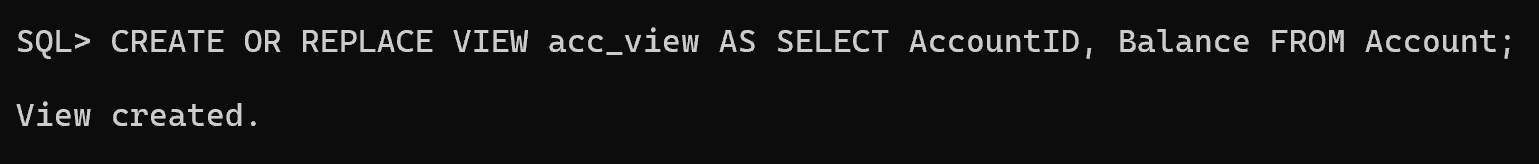 SQL> CREATE OR REPLACE VIEW acc_view AS SELECT AccountID, Balance FROM Account;
View created.